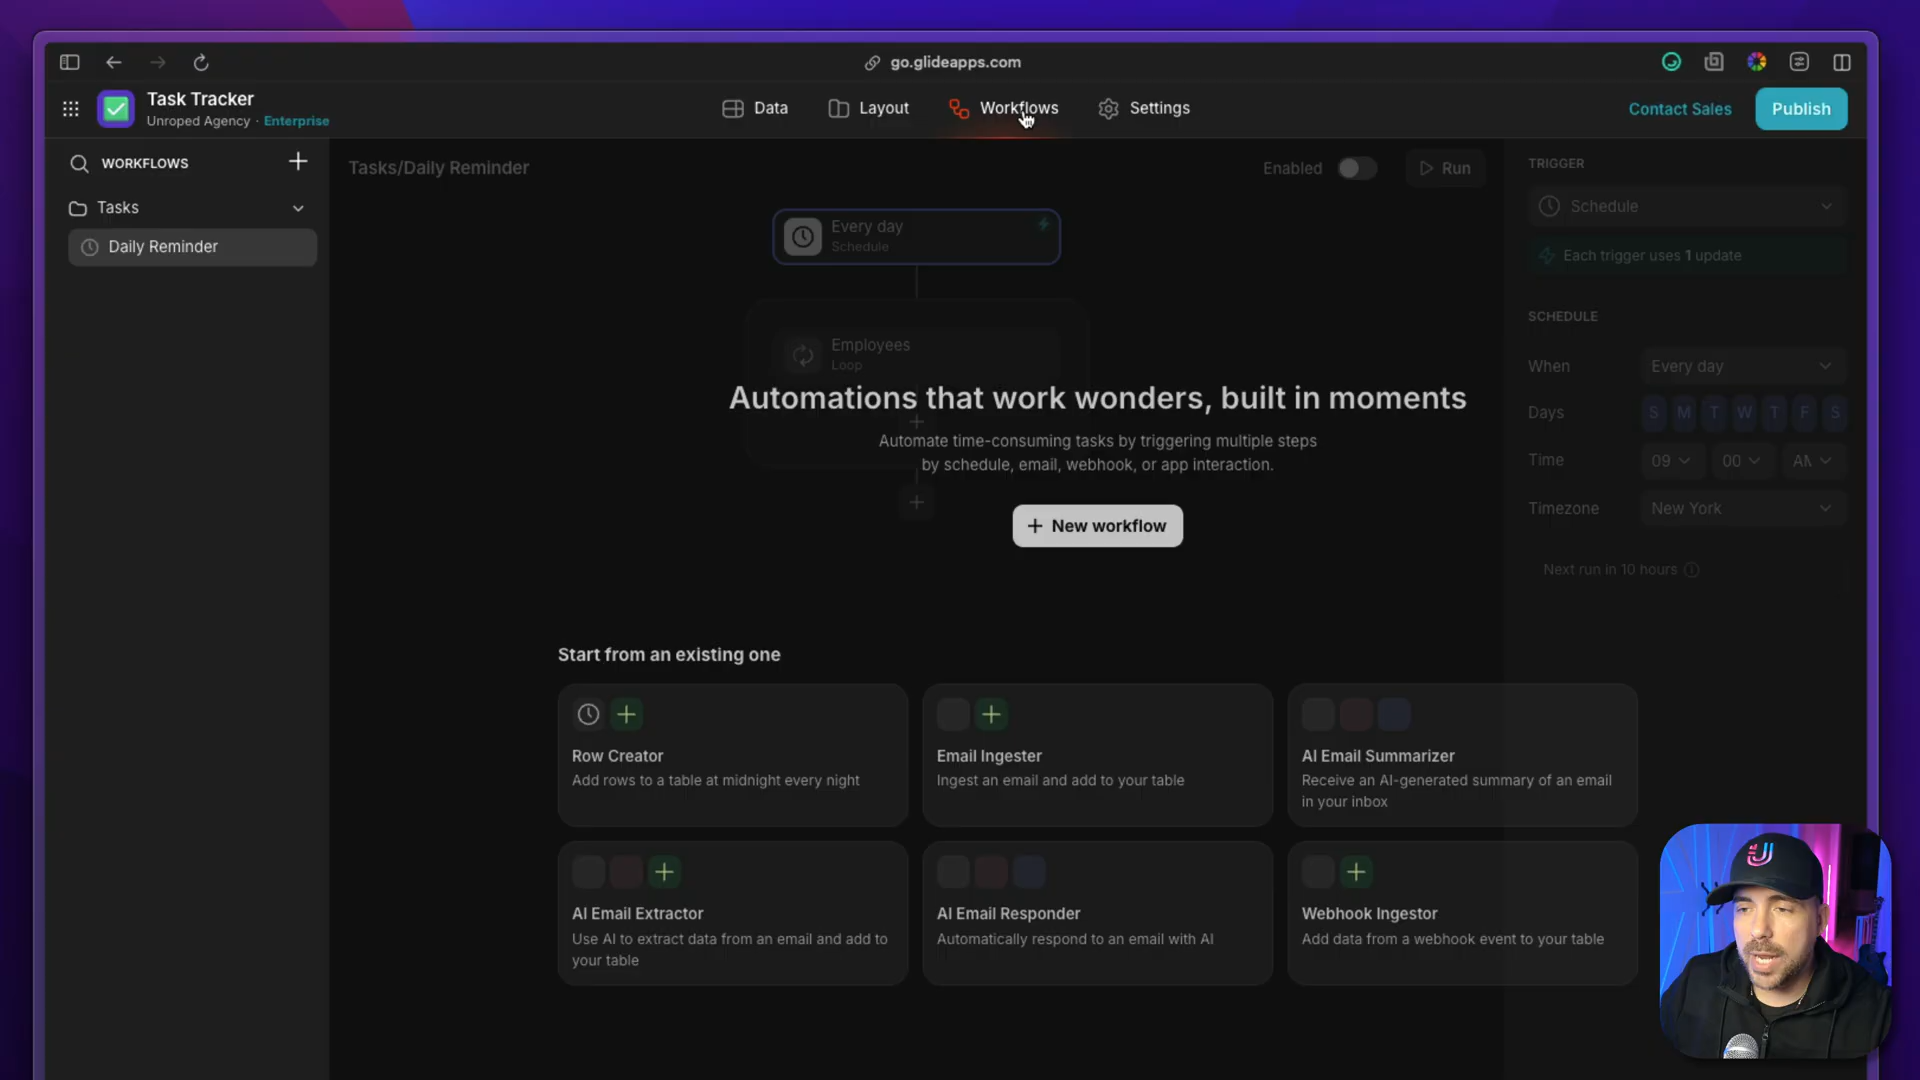 go.glideapps.com
Task Tracker
Unroped Agency · Enterprise
Data
Layout
Workflows
Settings
Contact Sales
Publish
WORKFLOWS
Tasks
Daily Reminder
Tasks/Daily Reminder
Enabled
Run
Every day
Schedule
Employees
Loop
Automations that work wonders, built in moments
Automate time-consuming tasks by triggering multiple steps
by schedule, email, webhook, or app interaction.
New workflow
Start from an existing one
Row Creator
Add rows to a table at midnight every night
Email Ingester
Ingest an email and add to your table
AI Email Summarizer
Receive an AI-generated summary of an email
in your inbox
AI Email Extractor
Use AI to extract data from an email and add to
your table
AI Email Responder
Automatically respond to an email with AI
Webhook Ingestor
Add data from a webhook event to your table
TRIGGER
Schedule
Each trigger uses 1 update
SCHEDULE
When
Every day
Days
S M T W T F S
Time
09
00
AM
Timezone
New York
Next run in 10 hours